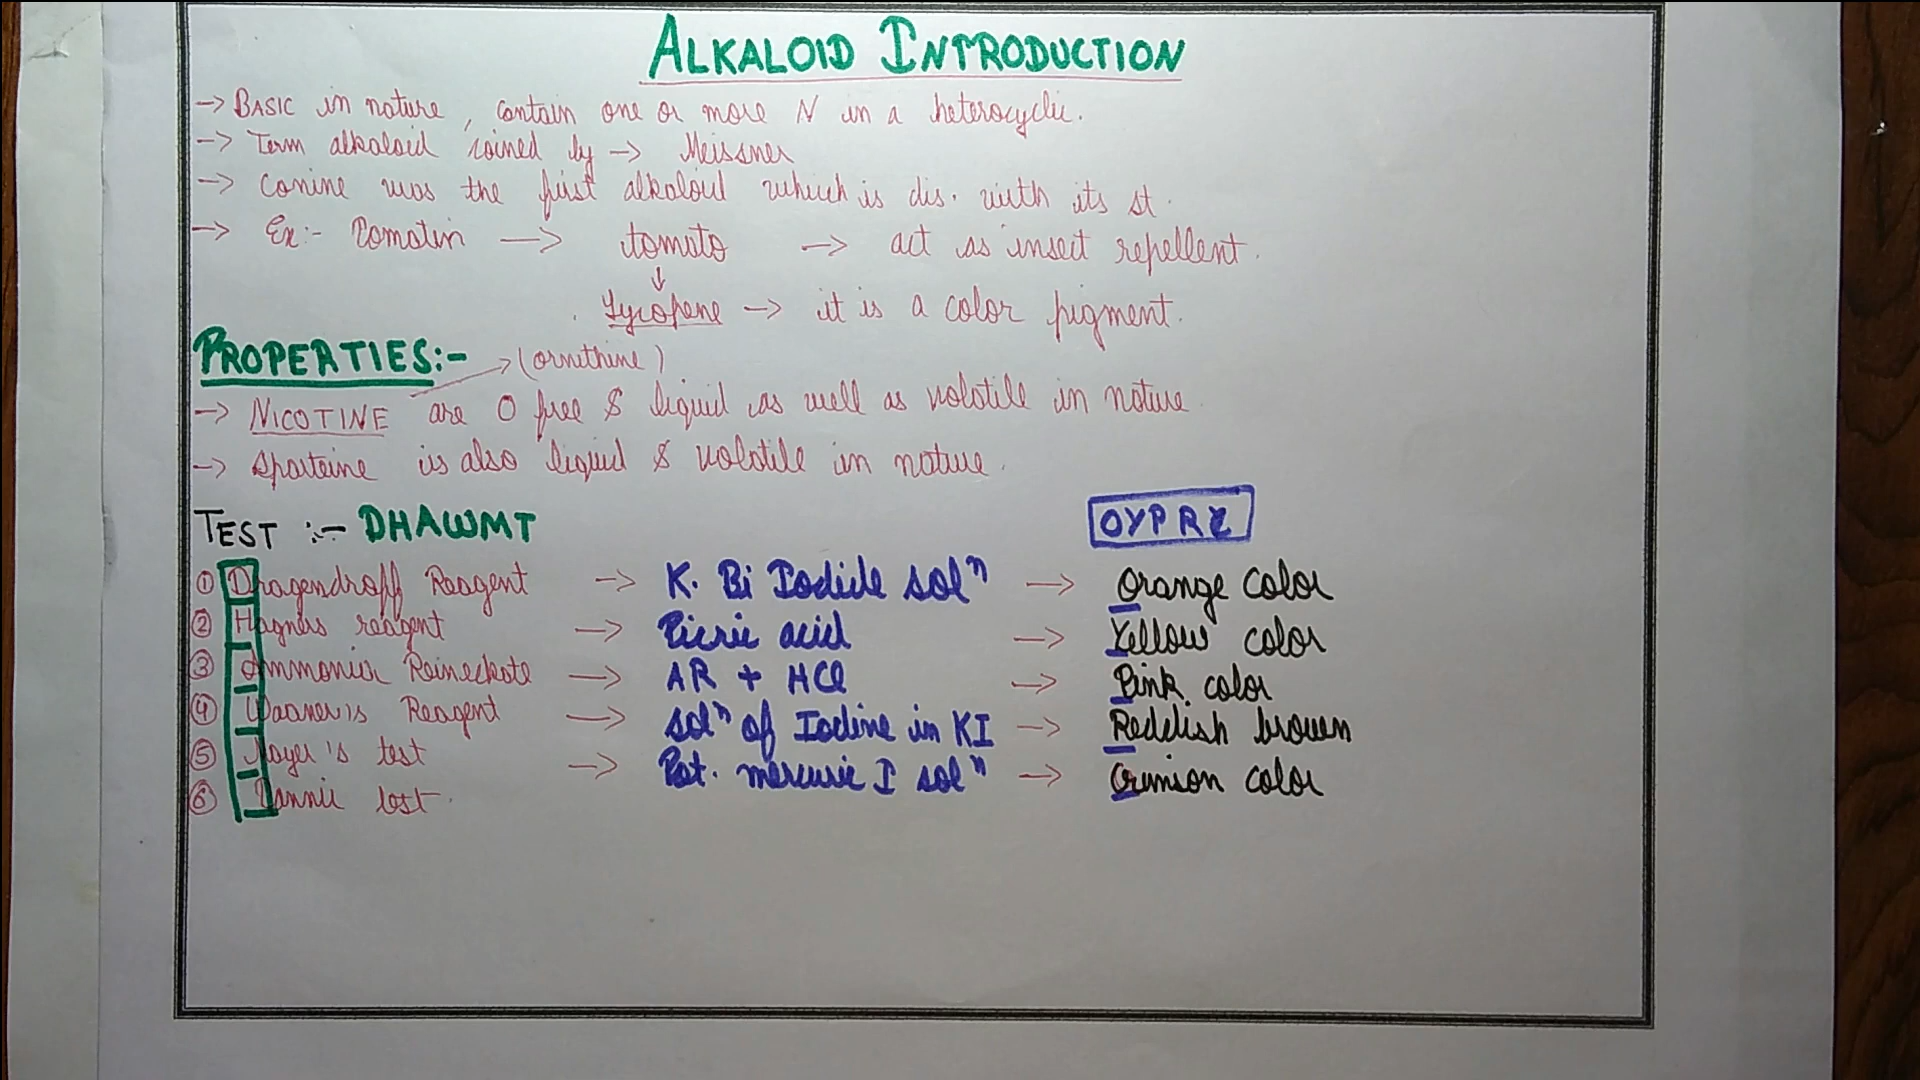 ALKALOID INTRODUCTION
→ BASIC in nature, contain one or more N in a heterocyclic.
→ Term alkaloid coined by → Meissner
→ Conine was the first alkaloid which is dis. with its st.
→ Ex:- Tomatin → tomato → act as insect repellent.
↓
Lycopene → it is a color pigment.
PROPERTIES:- → (ornithine)
→ NICOTINE are O free & liquid as well as volatile in nature
→ Sparteine is also liquid & volatile in nature.
TEST :- DHAWMT OYPRC
① Dragendroff Reagent → K. Bi Iodide solⁿ → Orange color
② Hagners reagent → Picric acid → Yellow color
③ Ammonia Reineckate → AR + HCl → Pink color
④ Waaner's Reagent → solⁿ of Iodine in KI → Reddish brown
⑤ Mayer's test → Pot. mercuric I solⁿ → Crimson color
⑥ Tannic test.